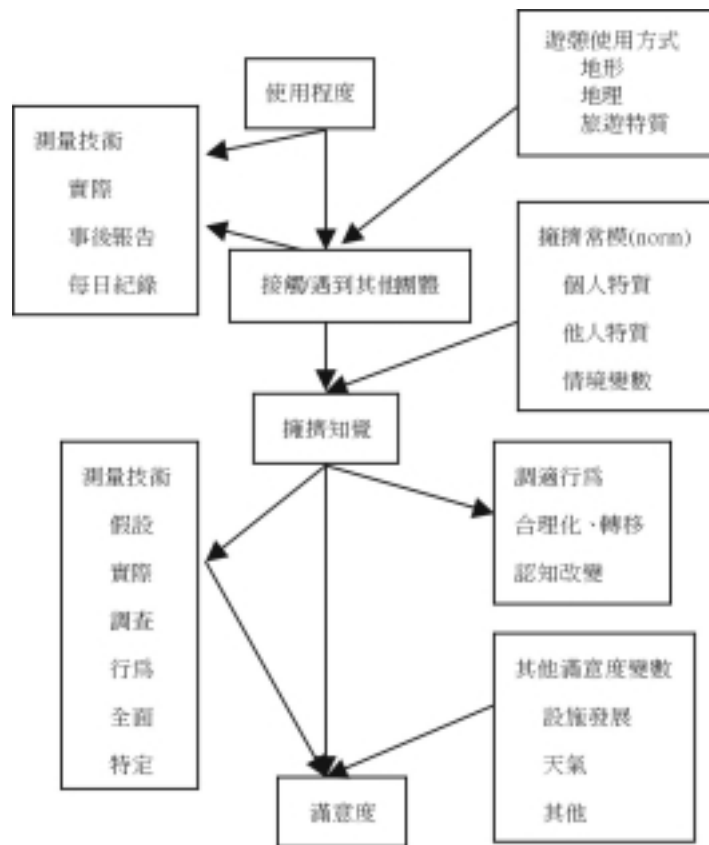 遊憩使用方式
地形
地理
旅遊特質
使用程度
測量技術
實際
事後報告
每日紀錄
接觸/遇到其他團體
擁擠常模(norm)
個人特質
他人特質
情境變數
擁擠知覺
測量技術
假設
實際
調查
行為
全面
特定
調適行為
合理化、轉移
認知改變
其他滿意度變數
設施發展
天氣
其他
滿意度